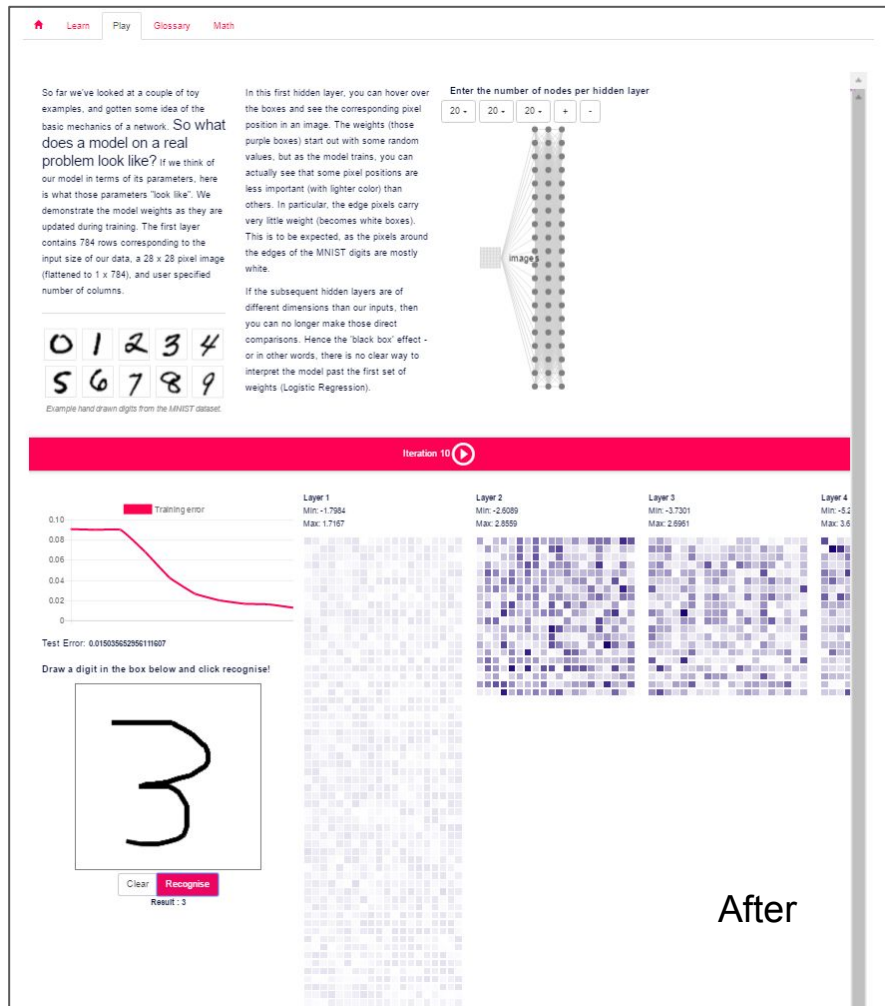 Learn Play Glossary Math
So far we've looked at a couple of toy
examples, and gotten some idea of the
basic mechanics of a network. So what
does a model on a real
problem look like? If we think of
our model in terms of its parameters, here
is what those parameters "look like". We
demonstrate the model weights as they are
updated during training. The first layer
contains 784 rows corresponding to the
input size of our data, a 28 x 28 pixel image
(flattened to 1 x 784), and user specified
number of columns.
0 1 2 3 4
5 6 7 8 9
Example hand drawn digits from the MNIST dataset.
In this first hidden layer, you can hover over
the boxes and see the corresponding pixel
position in an image. The weights (those
purple boxes) start out with some random
values, but as the model trains, you can
actually see that some pixel positions are
less important (with lighter color) than
others. In particular, the edge pixels carry
very little weight (becomes white boxes).
This is to be expected, as the pixels around
the edges of the MNIST digits are mostly
white.
If the subsequent hidden layers are of
different dimensions than our inputs, then
you can no longer make those direct
comparisons. Hence the 'black box' effect -
or in other words, there is no clear way to
interpret the model past the first set of
weights (Logistic Regression).
Enter the number of nodes per hidden layer
20 20 20 + -
images
Iteration 10
Training error
0.10
0.08
0.06
0.04
0.02
0
Test Error: 0.015035652956111607
Draw a digit in the box below and click recognise!
3
Clear Recognise
Result : 3
Layer 1
Min: -1.7984
Max: 1.7167
Layer 2
Min: -2.6089
Max: 2.8559
Layer 3
Min: -3.7301
Max: 2.6961
Layer 4
Min: -5.2
Max: 3.6
After